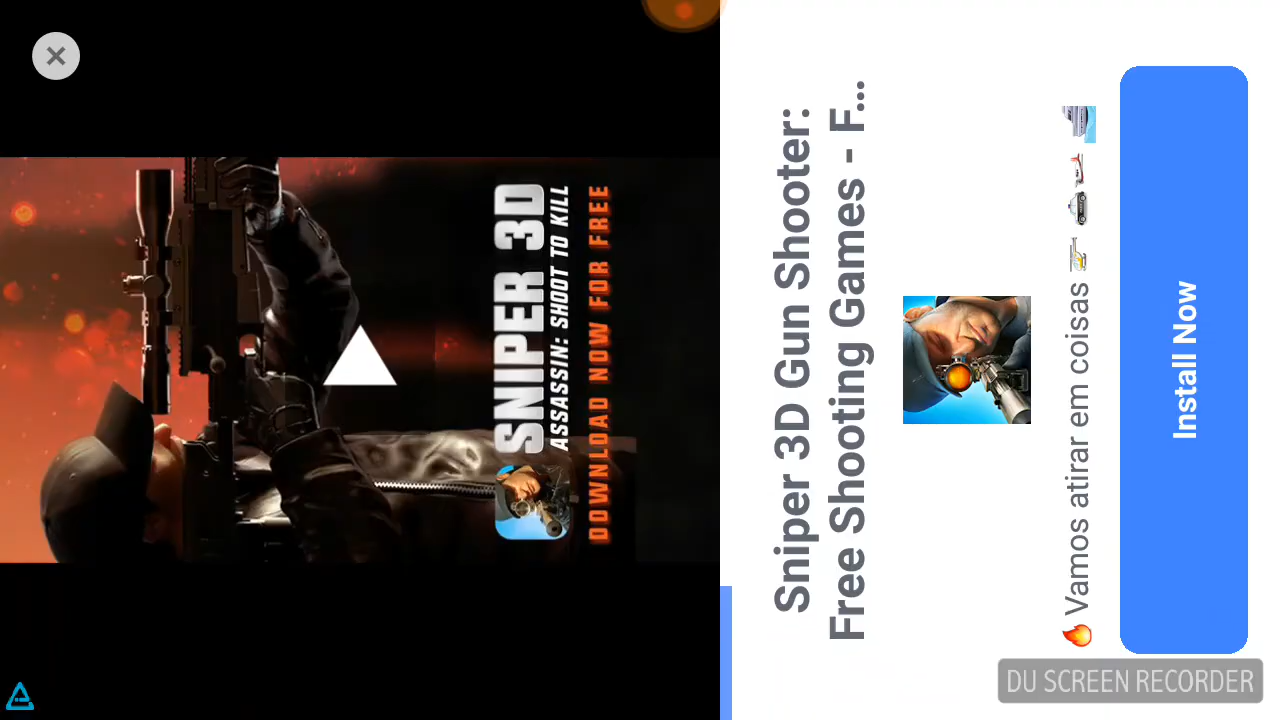 SNIPER 3D
ASSASSIN: SHOOT TO KILL
DOWNLOAD NOW FOR FREE
Sniper 3D Gun Shooter:
Free Shooting Games - F...
🔥 Vamos atirar em coisas 🚁 🚓 🚤 🛳
Install Now
DU SCREEN RECORDER